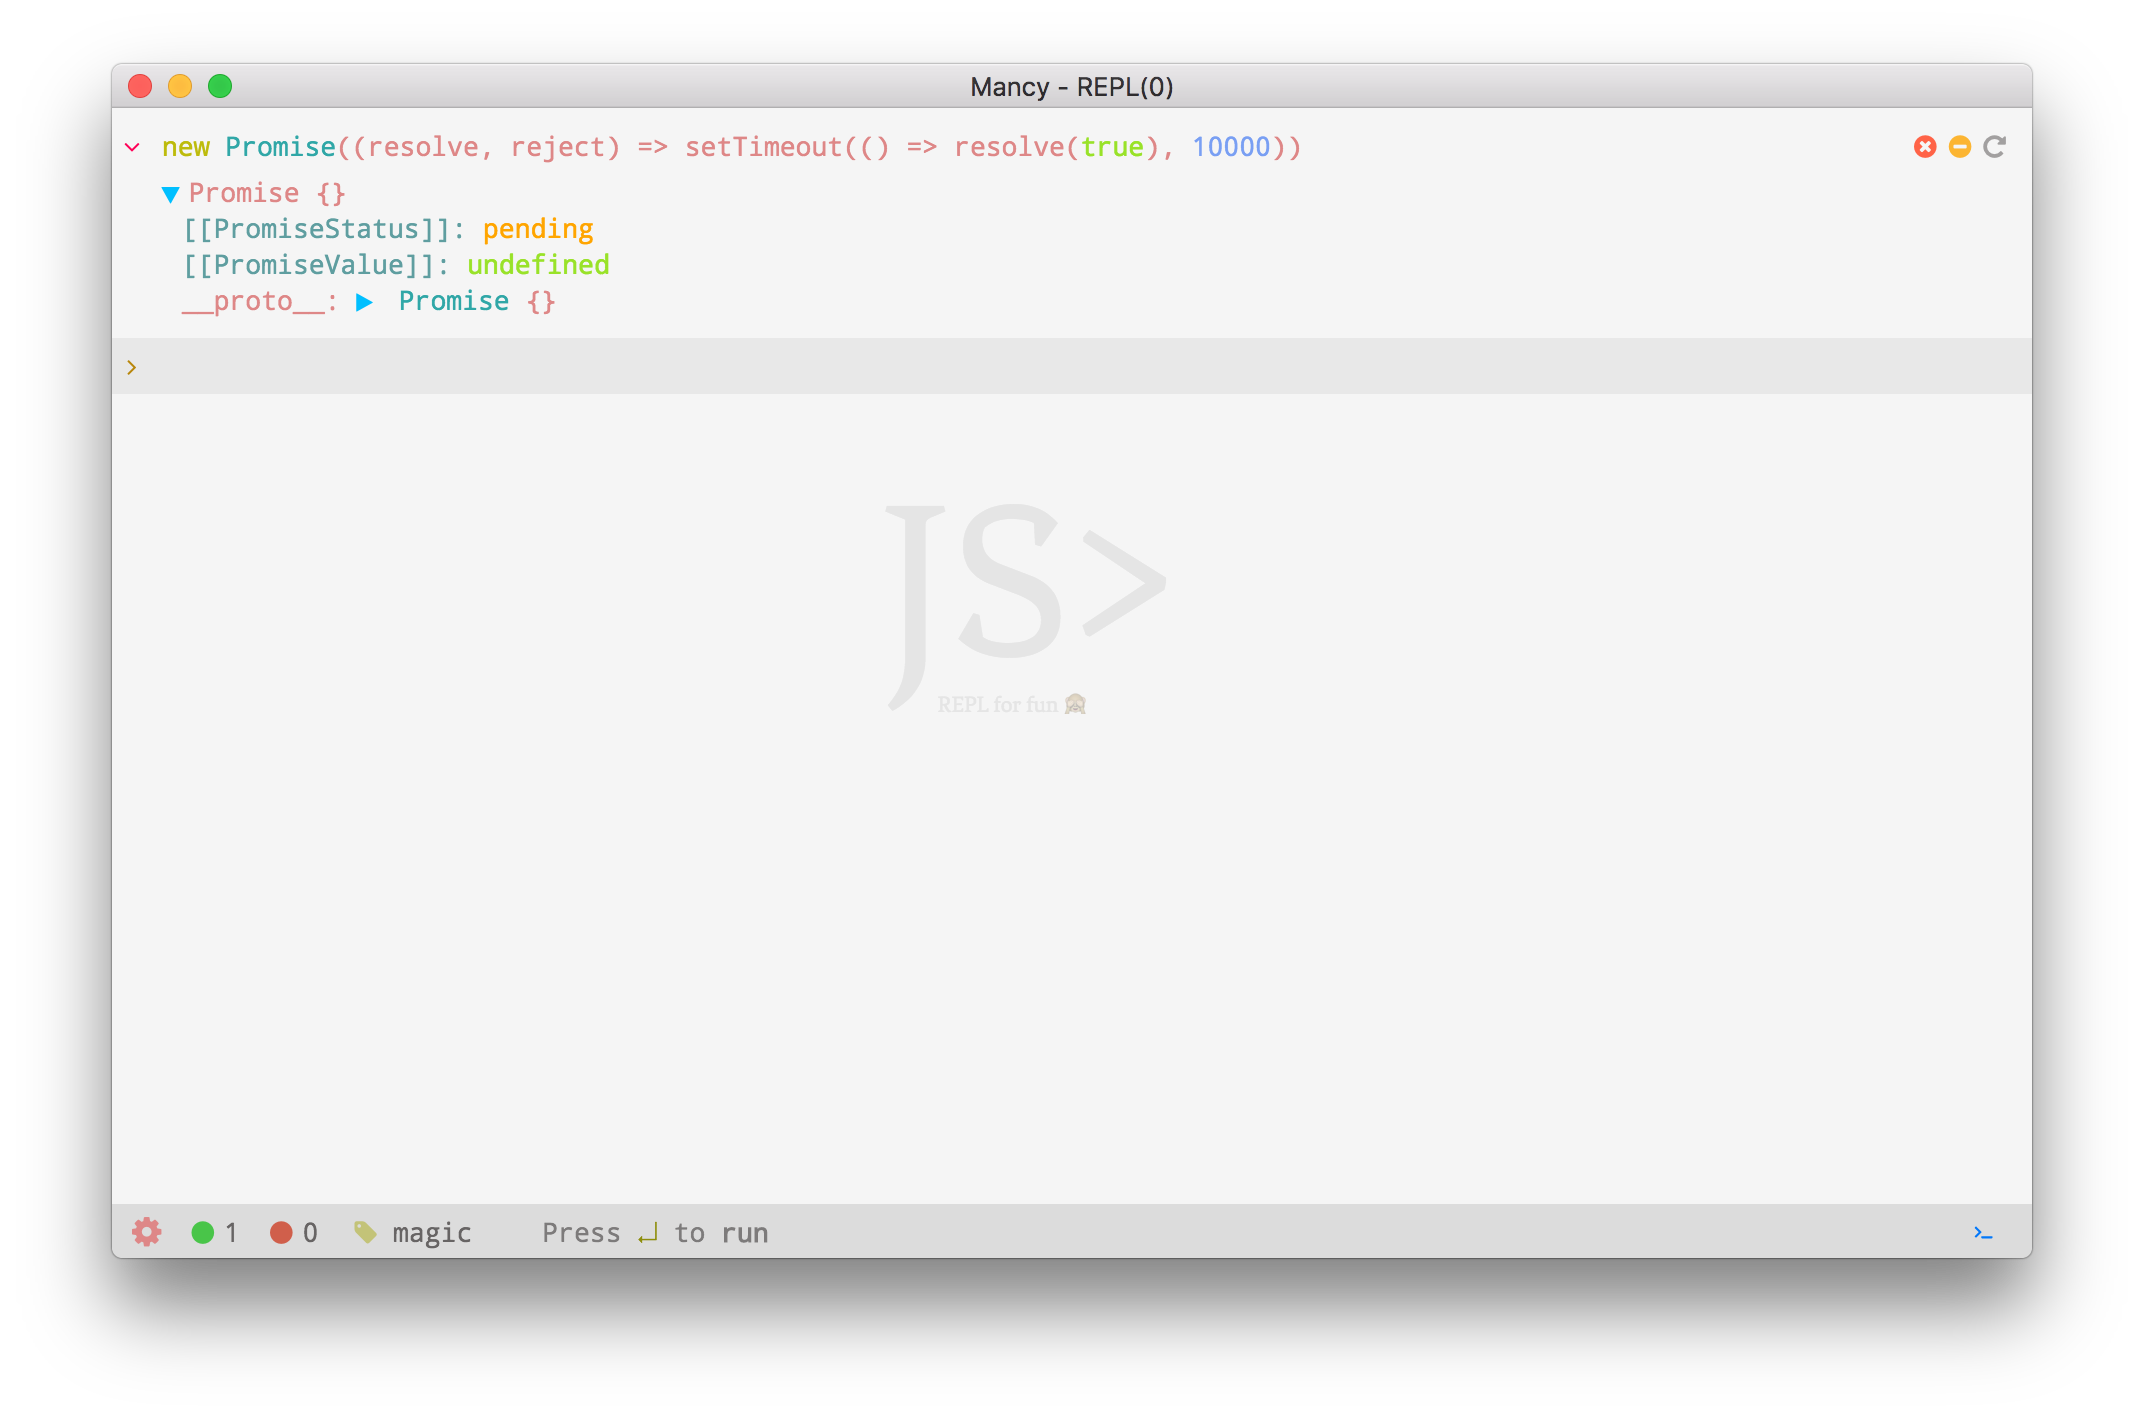 Mancy - REPL(0)
new Promise((resolve, reject) => setTimeout(() => resolve(true), 10000))
Promise {}
[[PromiseStatus]]: pending
[[PromiseValue]]: undefined
__proto__: Promise {}
JS>
REPL for fun
1 0 magic Press ↵ to run